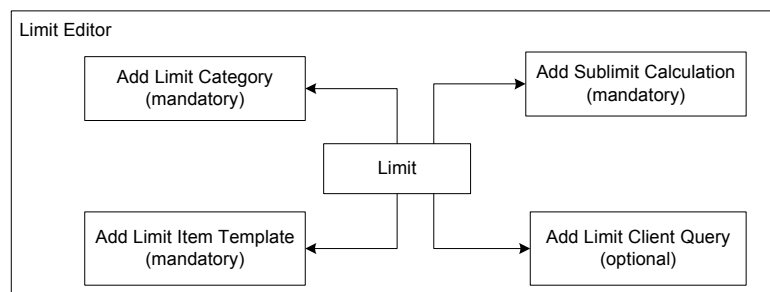 Limit Editor
Add Limit Category
(mandatory)
Add Sublimit Calculation
(mandatory)
Limit
Add Limit Item Template
(mandatory)
Add Limit Client Query
(optional)